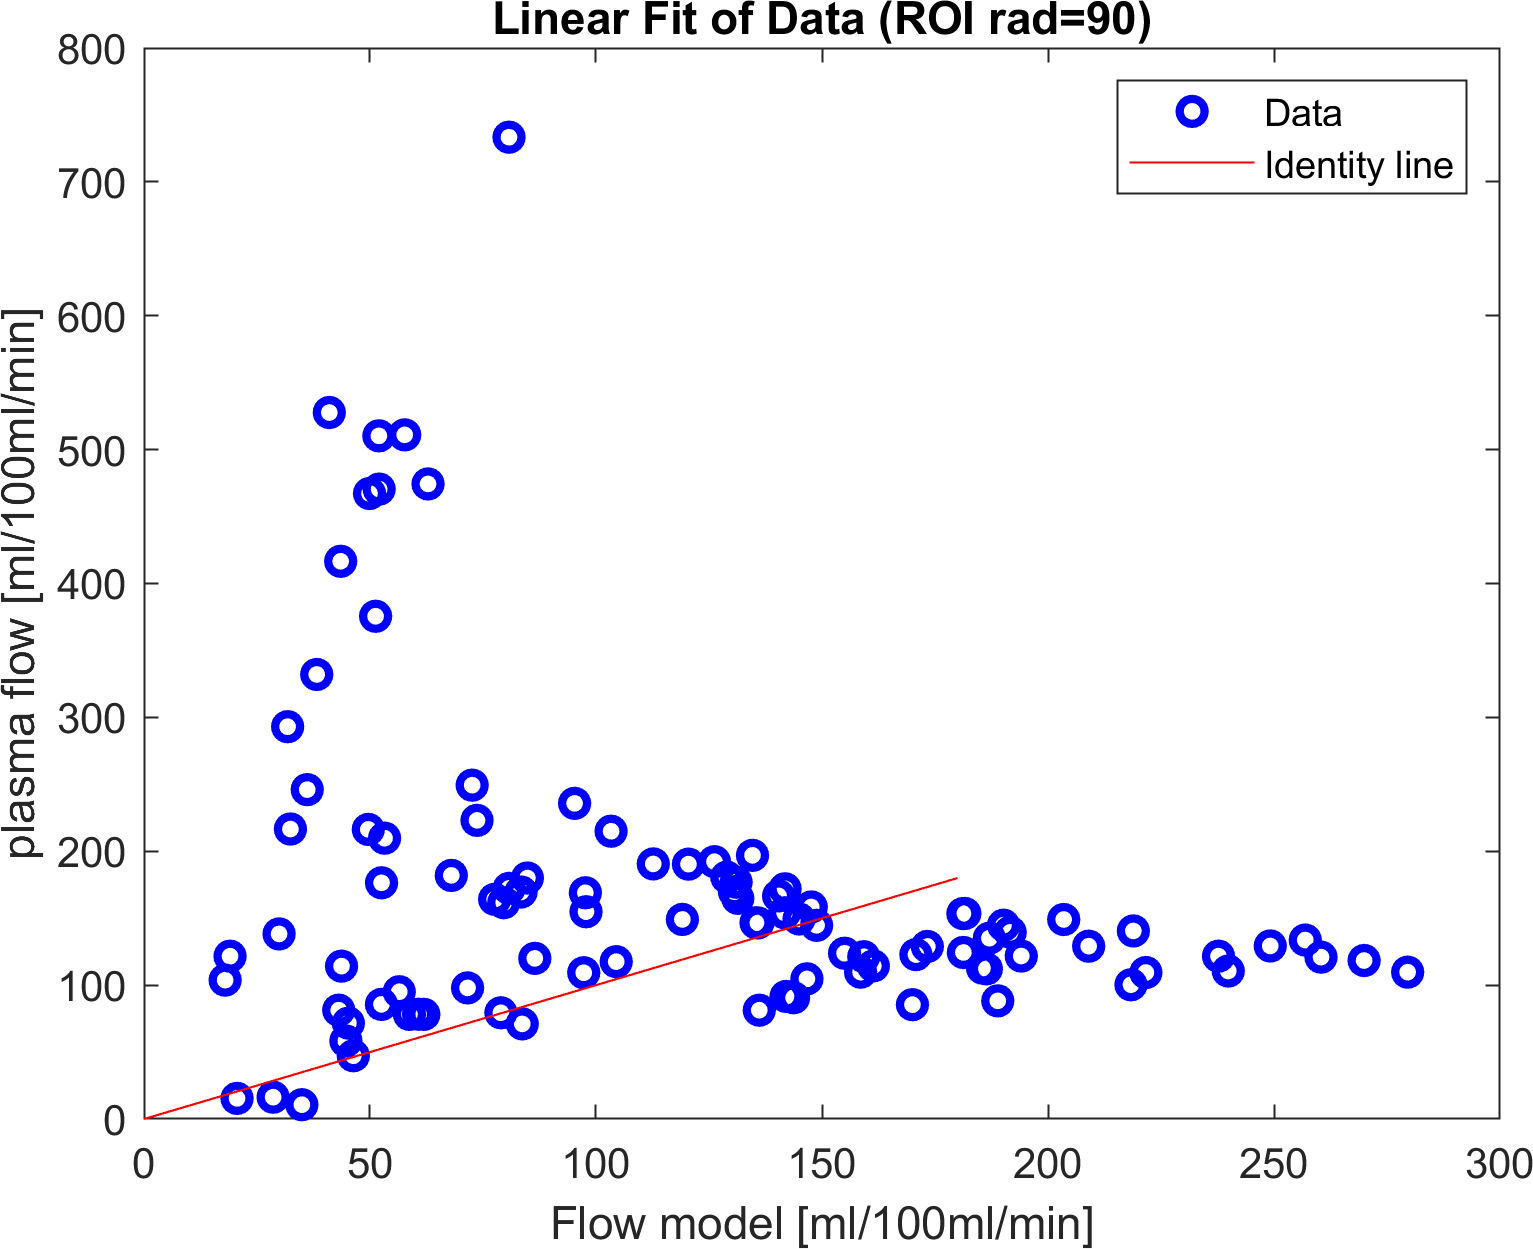 Linear Fit of Data (ROI rad=90)
800
700
600
500
400
300
200
100
0
plasma flow [ml/100ml/min]
Data
Identity line
0 50 100 150 200 250 300
Flow model [ml/100ml/min]